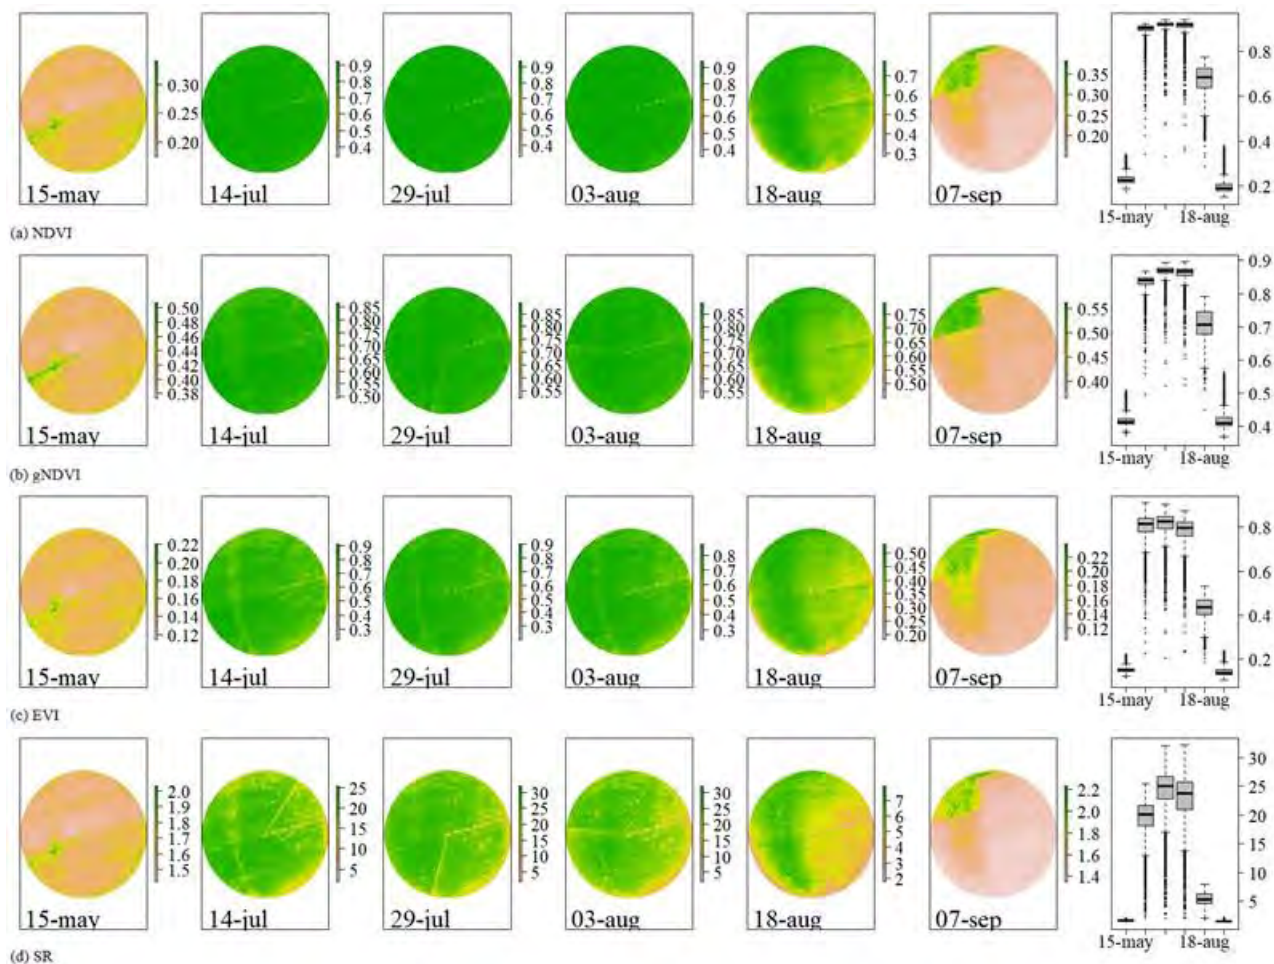 0.30 0.25 0.20
0.9 0.8 0.7 0.6 0.5 0.4
0.9 0.8 0.7 0.6 0.5 0.4
0.9 0.8 0.7 0.6 0.5 0.4
0.7 0.6 0.5 0.4 0.3
0.35 0.30 0.25 0.20
0.8 0.6 0.4 0.2
15-may 14-jul 29-jul 03-aug 18-aug 07-sep 15-may 18-aug
(a) NDVI
0.50 0.48 0.46 0.44 0.42 0.40 0.38
0.85 0.80 0.75 0.70 0.65 0.60 0.55 0.50
0.85 0.80 0.75 0.70 0.65 0.60 0.55
0.85 0.80 0.75 0.70 0.65 0.60 0.55
0.75 0.70 0.65 0.60 0.55 0.50
0.55 0.50 0.45 0.40
0.9 0.8 0.7 0.6 0.5 0.4
15-may 14-jul 29-jul 03-aug 18-aug 07-sep 15-may 18-aug
(b) gNDVI
0.22 0.20 0.18 0.16 0.14 0.12
0.9 0.8 0.7 0.6 0.5 0.4 0.3
0.9 0.8 0.7 0.6 0.5 0.4 0.3
0.8 0.7 0.6 0.5 0.4 0.3
0.50 0.45 0.40 0.35 0.30 0.25 0.20
0.22 0.20 0.18 0.16 0.14 0.12
0.8 0.6 0.4 0.2
15-may 14-jul 29-jul 03-aug 18-aug 07-sep 15-may 18-aug
(c) EVI
2.0 1.9 1.8 1.7 1.6 1.5
25 20 15 10 5
30 25 20 15 10 5
30 25 20 15 10 5
7 6 5 4 3 2
2.2 2.0 1.8 1.6 1.4
30 25 20 15 10 5
15-may 14-jul 29-jul 03-aug 18-aug 07-sep 15-may 18-aug
(d) SR